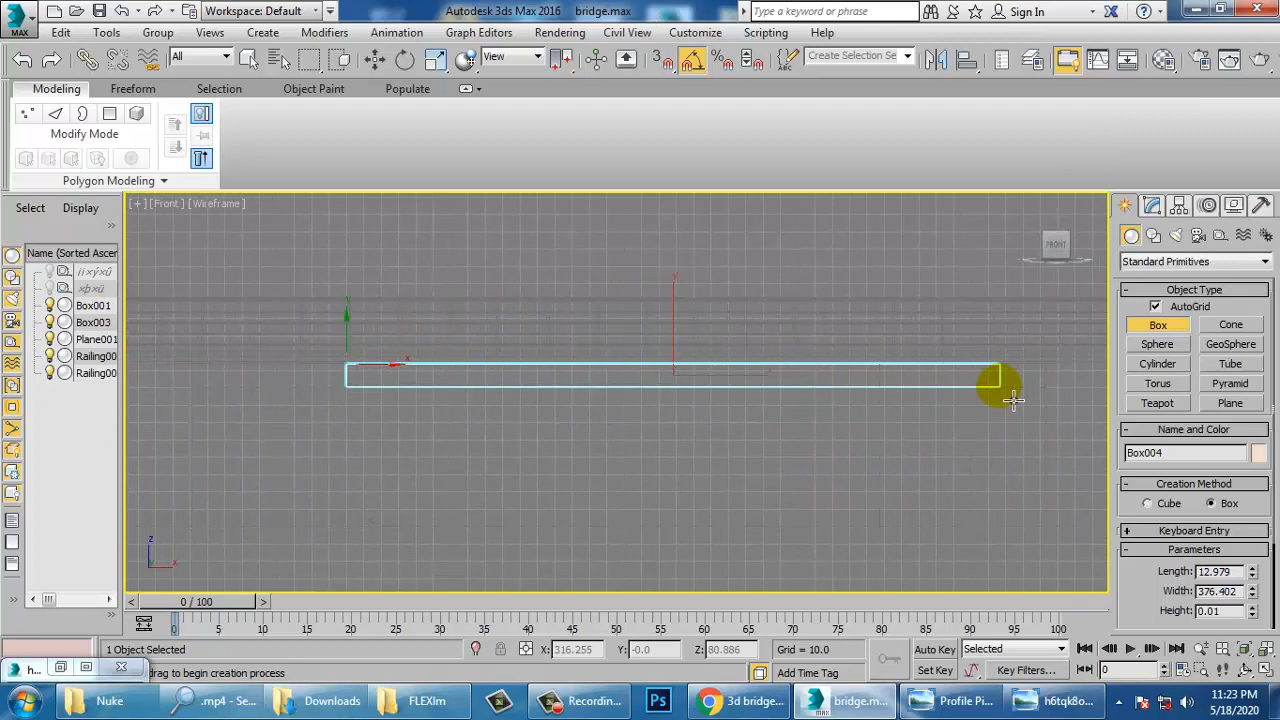 Workspace: Default
Autodesk 3ds Max 2016 bridge.max
Type a keyword or phrase
Sign In
MAX
Edit Tools Group Views Create Modifiers Animation Graph Editors Rendering Civil View Customize Scripting Help
All
View
Create Selection Se
Modeling Freeform Selection Object Paint Populate
Modify Mode
Polygon Modeling
Select Display
[+] [Front] [Wireframe]
FRONT
Name (Sorted Ascen
Box001
Box003
Plane001
Railing00
Railing00
y
x
y
z
x
Standard Primitives
Object Type
AutoGrid
Box Cone
Sphere GeoSphere
Cylinder Tube
Torus Pyramid
Teapot Plane
Name and Color
Box004
Creation Method
Cube Box
Keyboard Entry
Parameters
Length: 12.979
Width: 376.402
Height: 0.01
0 / 100
0 5 10 15 20 25 30 35 40 45 50 55 60 65 70 75 80 85 90 95 100
1 Object Selected
X: 316.255 Y: -0.0 Z: 80.886 Grid = 10.0
Auto Key Selected
h...
drag to begin creation process
Add Time Tag
Set Key Key Filters...
0
Nuke
.mp4 - Se...
Downloads
FLEXlm
Recordin...
Ps
3d bridge...
bridge.m...
Profile Pi...
h6tqk8o...
11:23 PM
5/18/2020